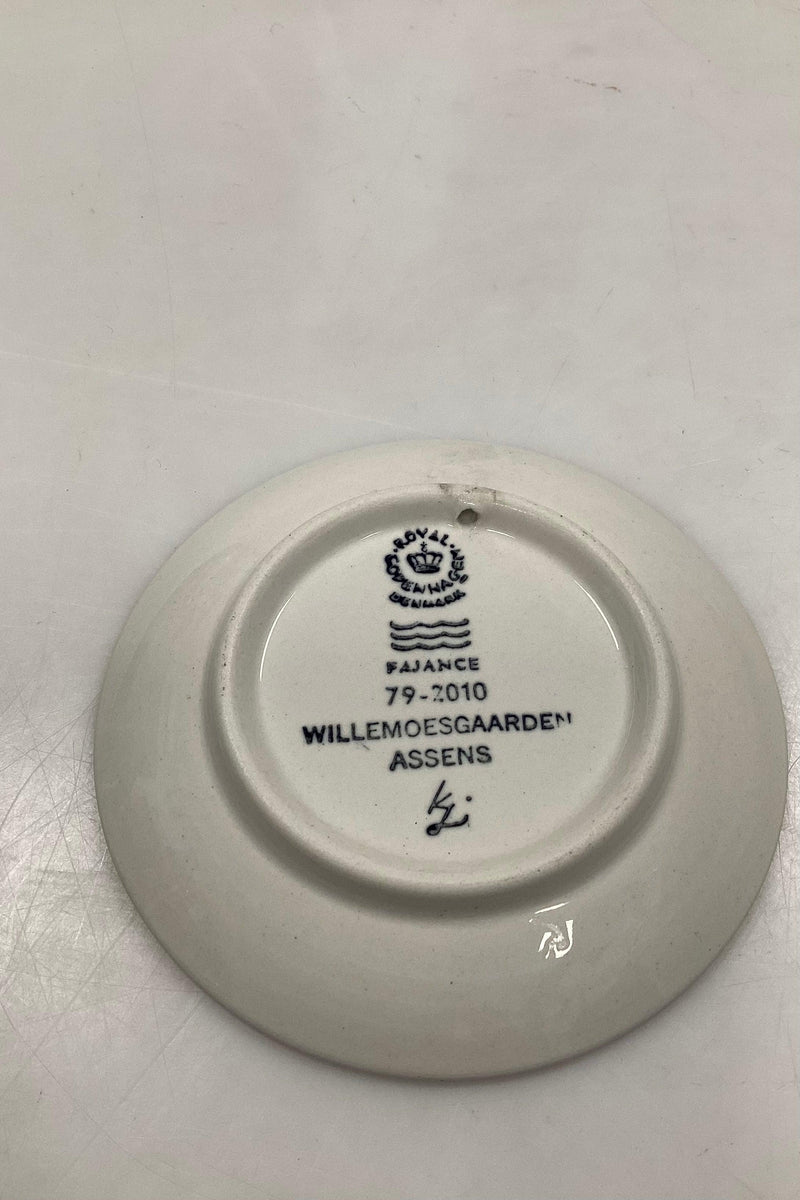 ROYAL
COPENHAGEN
DENMARK
FAJANCE
79-2010
WILLEMOESGAARDEN
ASSENS